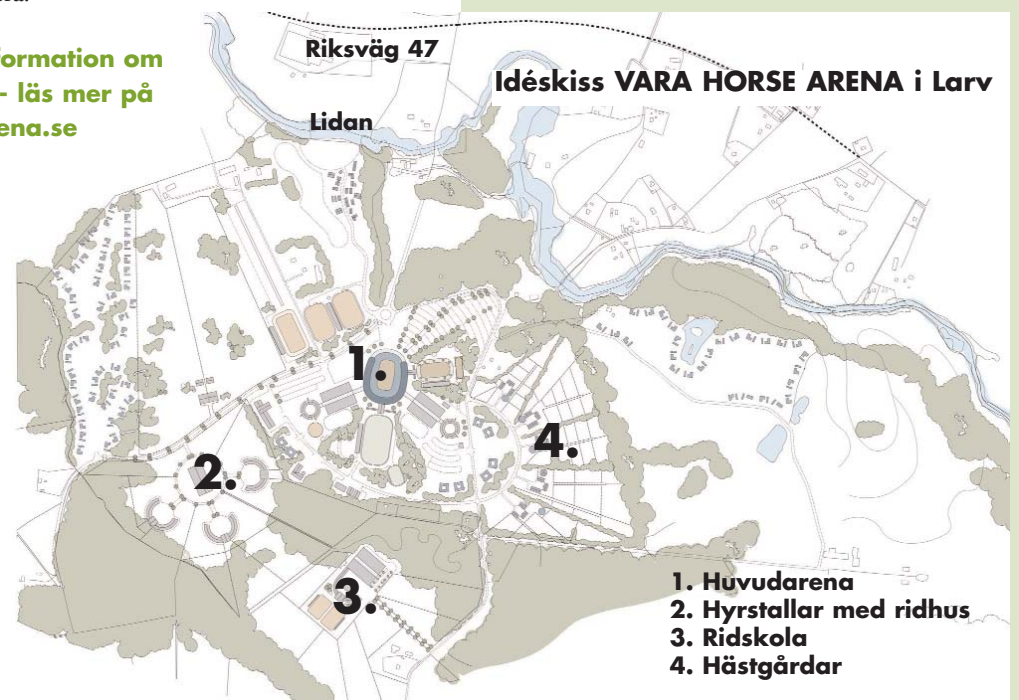 formation om
- läs mer på
ena.se
Riksväg 47
Idéskiss VARA HORSE ARENA i Larv
Lidan
1.
2.
3.
4.
1. Huvudarena
2. Hyrstallar med ridhus
3. Ridskola
4. Hästgårdar